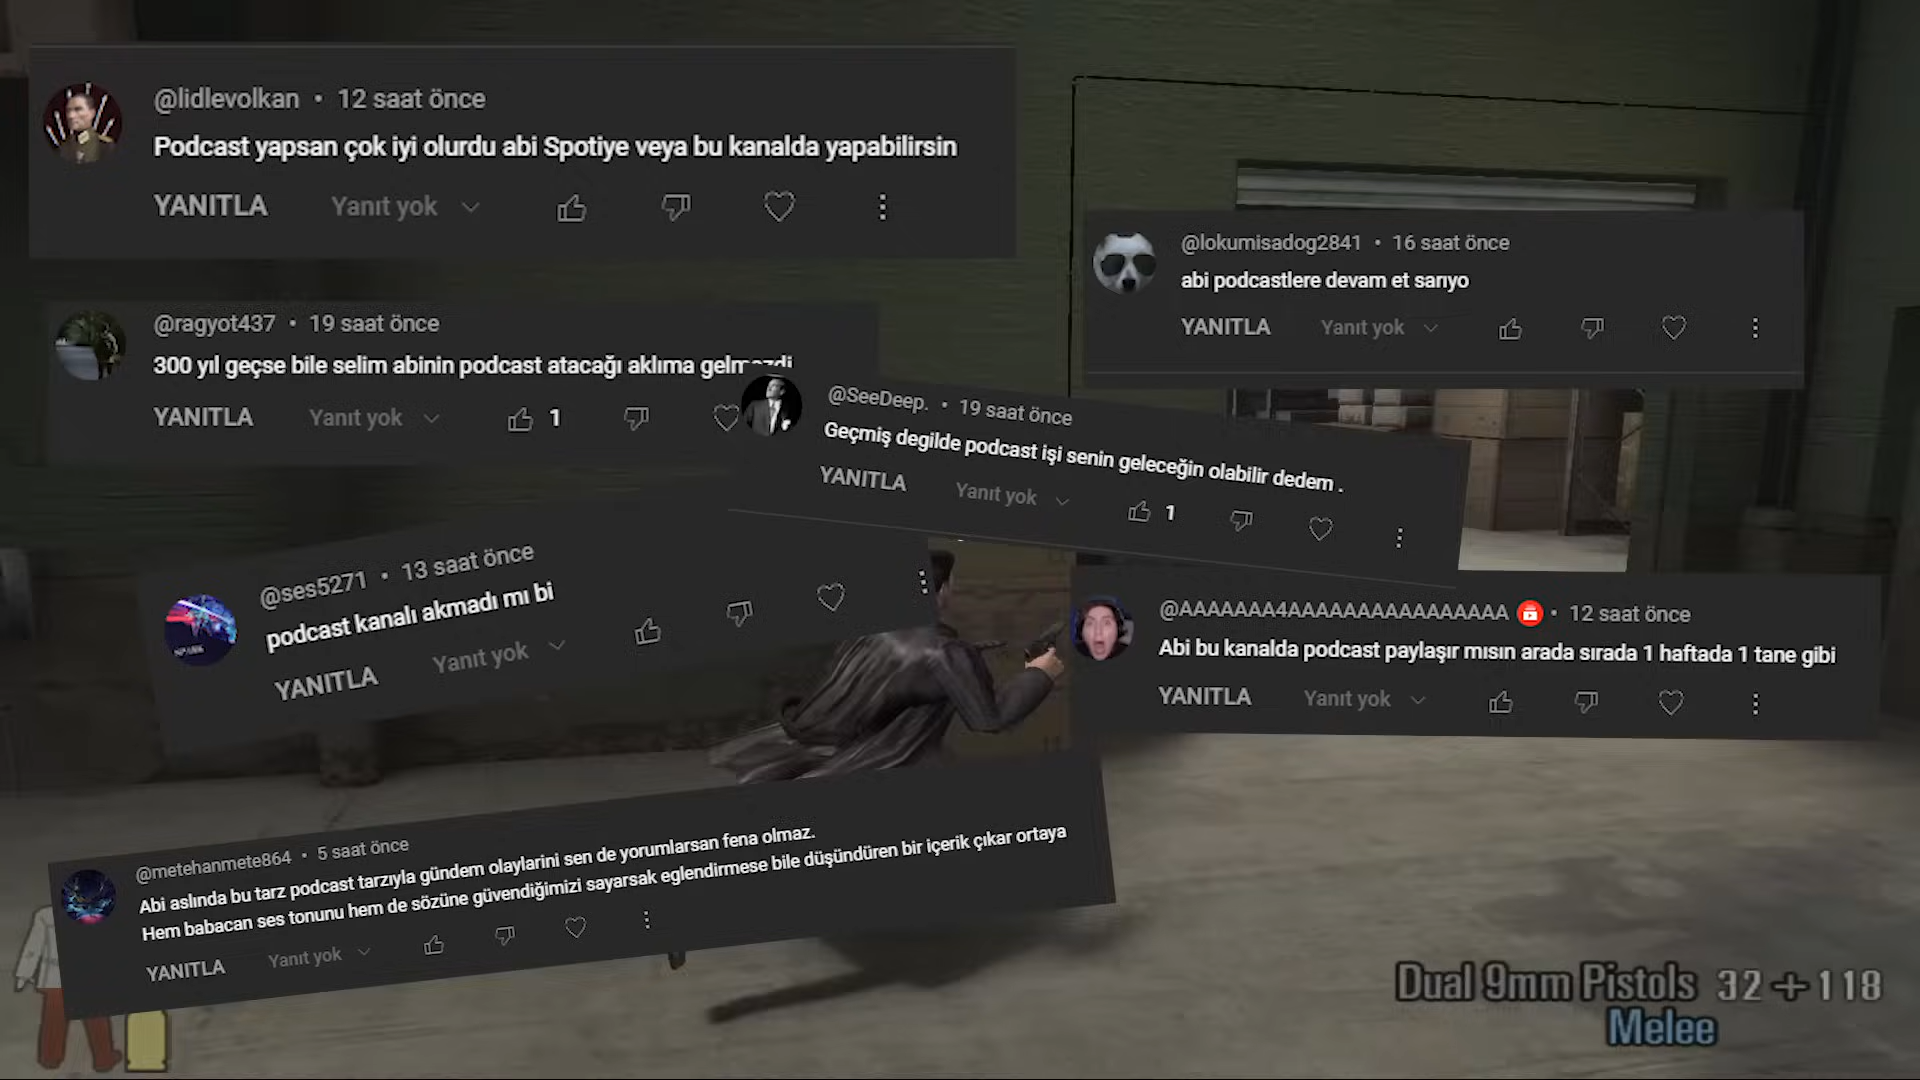 @lidlevolkan • 12 saat önce
Podcast yapsan çok iyi olurdu abi Spotiye veya bu kanalda yapabilirsin
YANITLA Yanıt yok
@lokumisadog2841 • 16 saat önce
abi podcastlere devam et sarıyo
YANITLA Yanıt yok
@ragyot437 • 19 saat önce
300 yıl geçse bile selim abinin podcast atacağı aklıma gelmezdi
YANITLA Yanıt yok 1
@SeeDeep. • 19 saat önce
Geçmiş degilde podcast işi senin geleceğin olabilir dedem .
YANITLA Yanıt yok 1
@ses5271 • 13 saat önce
podcast kanalı akmadı mı bi
YANITLA Yanıt yok
@AAAAAAA4AAAAAAAAAAAAAAAAA • 12 saat önce
Abi bu kanalda podcast paylaşır mısın arada sırada 1 haftada 1 tane gibi
YANITLA Yanıt yok
@metehanmete864 • 5 saat önce
Abi aslında bu tarz podcast tarzıyla gündem olaylarini sen de yorumlarsan fena olmaz.
Hem babacan ses tonunu hem de sözüne güvendiğimizi sayarsak eglendirmese bile düşündüren bir içerik çıkar ortaya
YANITLA Yanıt yok
Dual 9mm Pistols 32 + 118
Melee